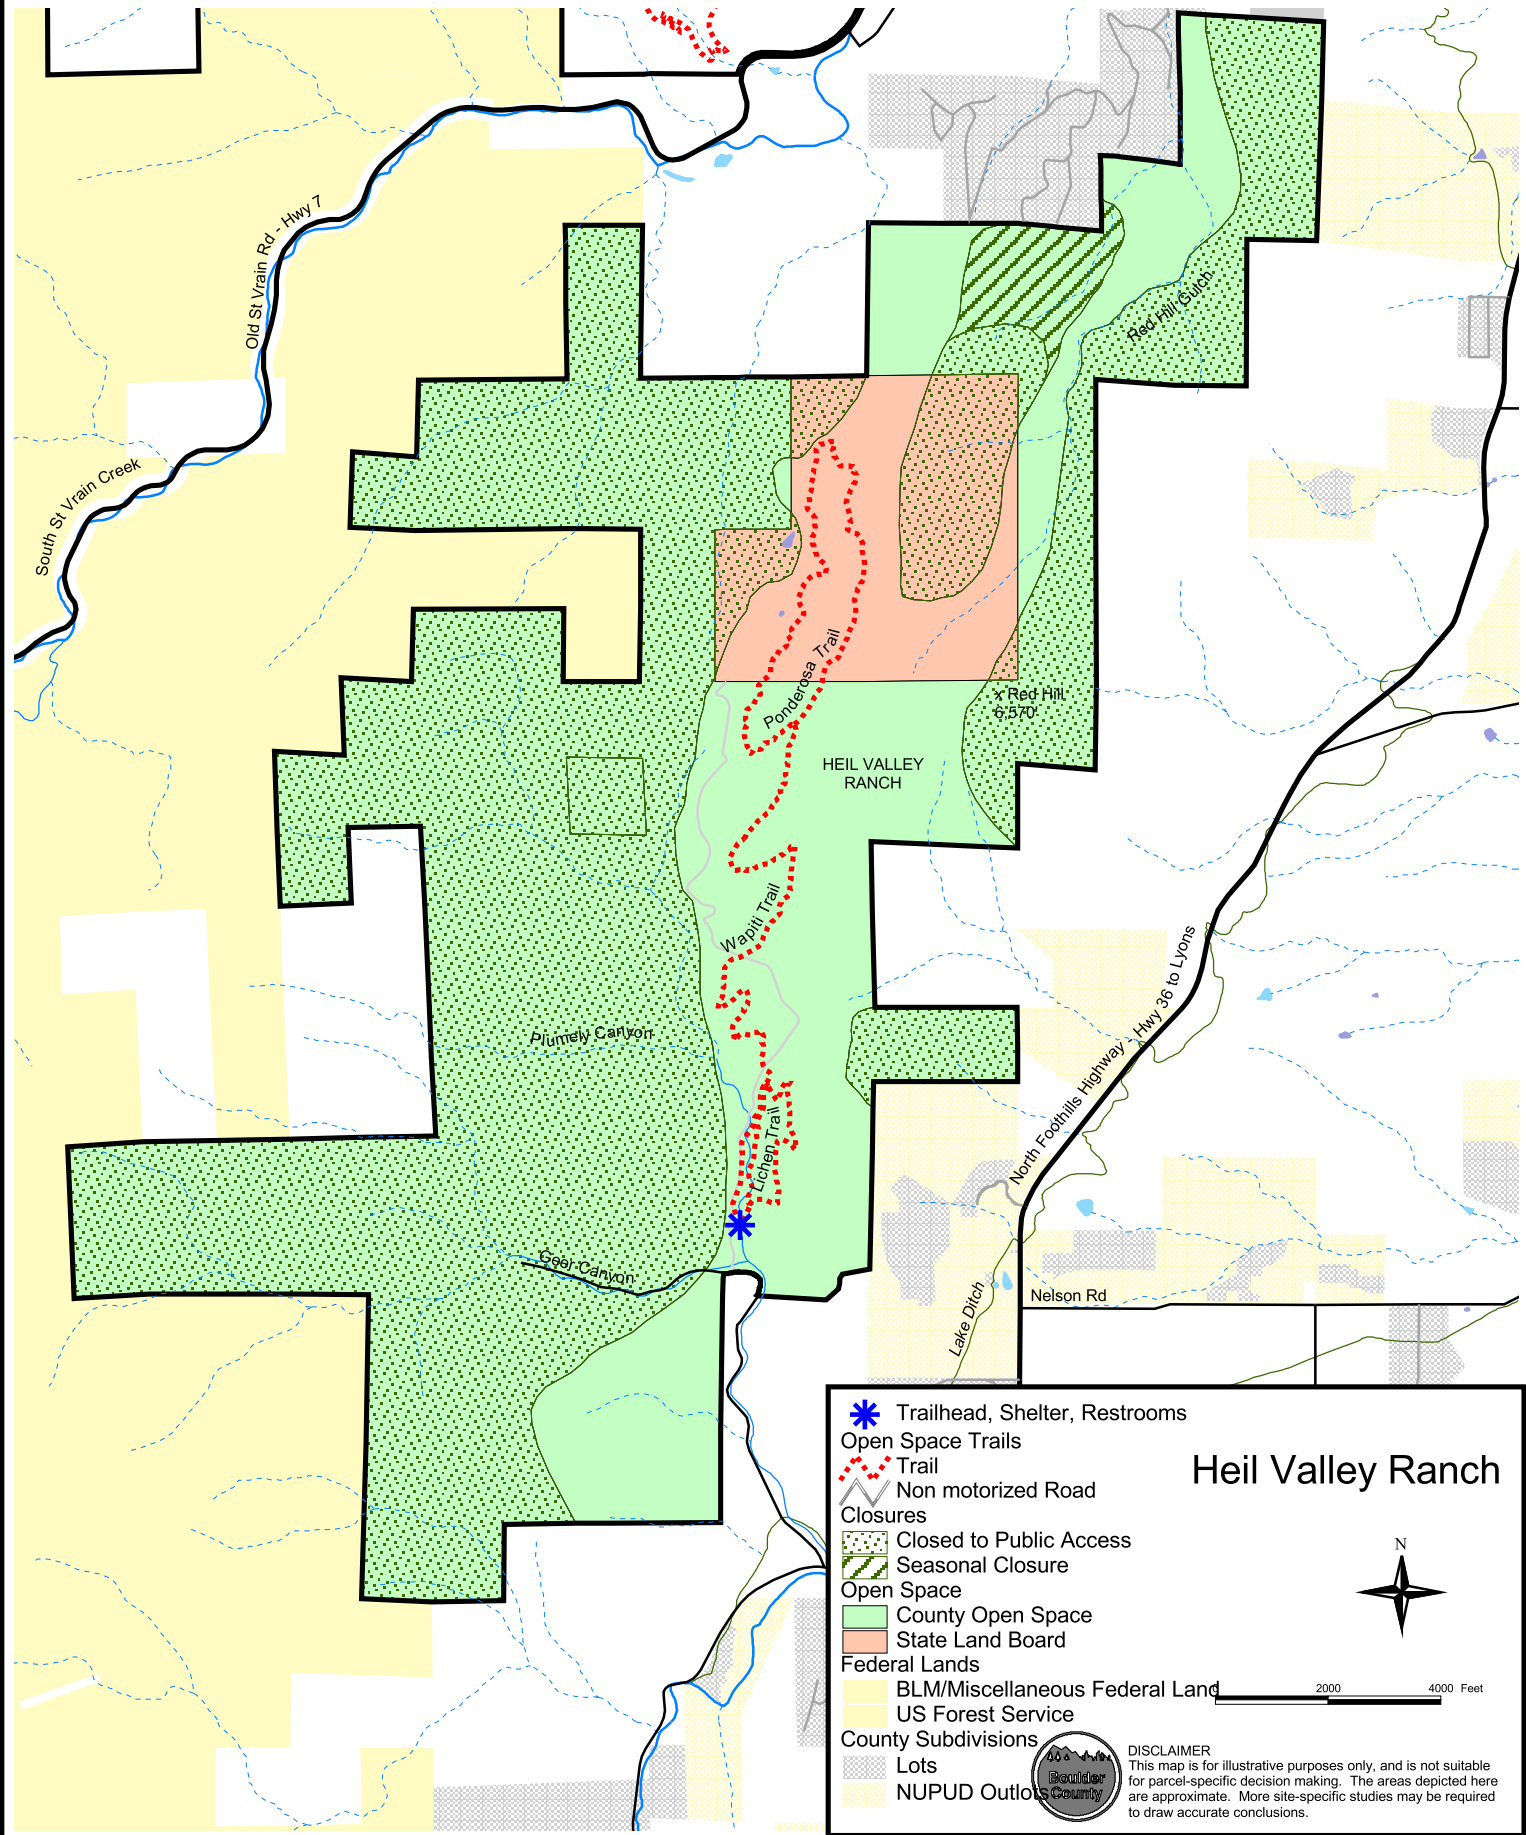 Old St Vrain Rd - Hwy 7
South St Vrain Creek
Red Hill Gulch
Ponderosa Trail
x Red Hill
6,570'
HEIL VALLEY
RANCH
Wapiti Trail
Plumely Canyon
North Foothills Highway - Hwy 36 to Lyons
Lichen Trail
Geer Canyon
Lake Ditch
Nelson Rd
Trailhead, Shelter, Restrooms
Open Space Trails
Trail
Non motorized Road
Closures
Closed to Public Access
Seasonal Closure
Open Space
County Open Space
State Land Board
Federal Lands
BLM/Miscellaneous Federal Land
US Forest Service
County Subdivisions
Lots
NUPUD Outlots
Heil Valley Ranch
N
2000 4000 Feet
Boulder
County
DISCLAIMER
This map is for illustrative purposes only, and is not suitable
for parcel-specific decision making. The areas depicted here
are approximate. More site-specific studies may be required
to draw accurate conclusions.